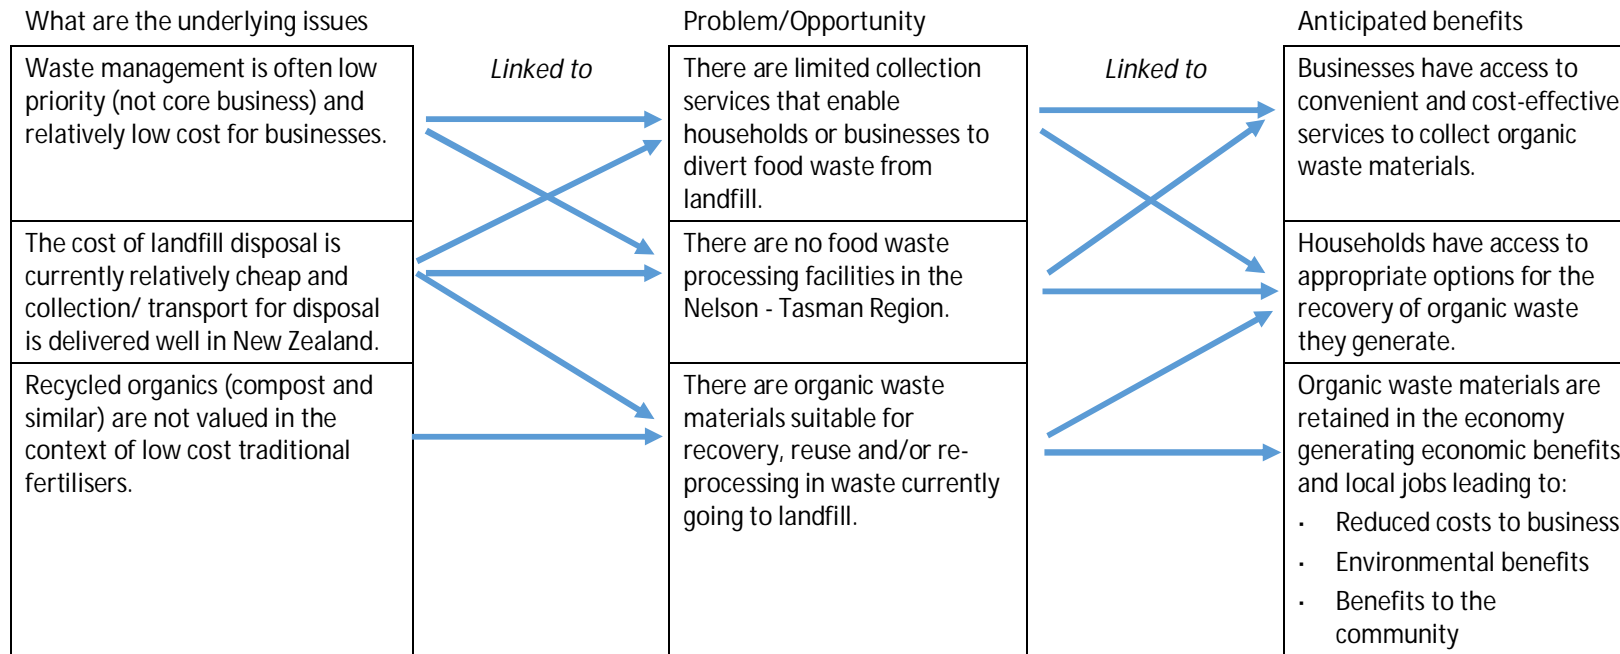 What are the underlying issues
Problem/Opportunity
Anticipated benefits
Waste management is often low
priority (not core business) and
relatively low cost for businesses.
Linked to
There are limited collection
services that enable
households or businesses to
divert food waste from
landfill.
Linked to
Businesses have access to
convenient and cost-effective
services to collect organic
waste materials.
The cost of landfill disposal is
currently relatively cheap and
collection/ transport for disposal
is delivered well in New Zealand.
There are no food waste
processing facilities in the
Nelson - Tasman Region.
Households have access to
appropriate options for the
recovery of organic waste
they generate.
Recycled organics (compost and
similar) are not valued in the
context of low cost traditional
fertilisers.
There are organic waste
materials suitable for
recovery, reuse and/or re-
processing in waste currently
going to landfill.
Organic waste materials are
retained in the economy
generating economic benefits
and local jobs leading to:
· Reduced costs to business
· Environmental benefits
· Benefits to the
community